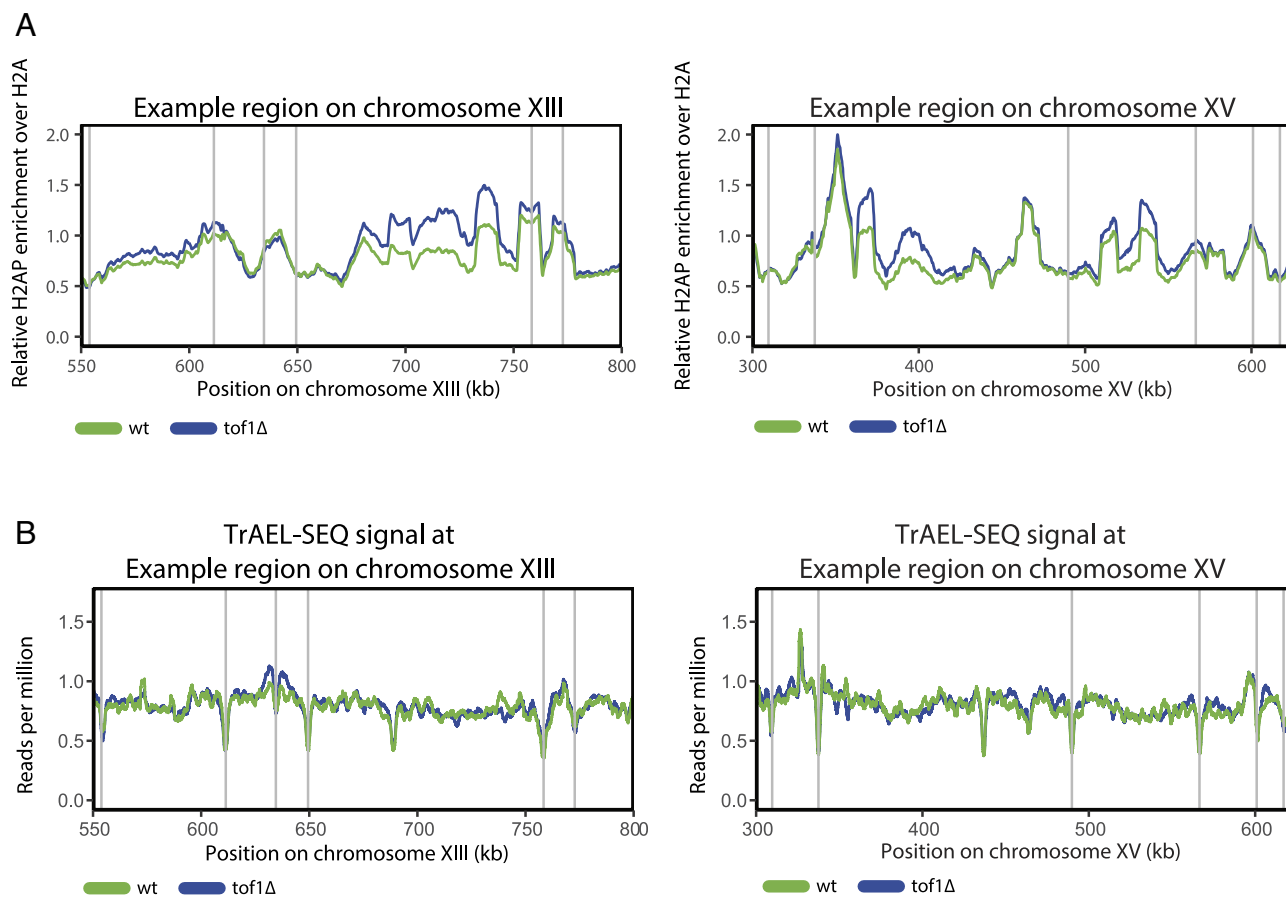 A
Relative H2AP enrichment over H2A
Example region on chromosome XIII
2.0
1.5
1.0
0.5
0.0
550
600
650
700
750
800
Position on chromosome XIII (kb)
wt
tof1Δ
Relative H2AP enrichment over H2A
Example region on chromosome XV
2.0
1.5
1.0
0.5
0.0
300
400
500
600
Position on chromosome XV (kb)
wt
tof1Δ
B
TrAEL-SEQ signal at
Example region on chromosome XIII
Reads per million
1.5
1.0
0.5
0.0
550
600
650
700
750
800
Position on chromosome XIII (kb)
wt
tof1Δ
TrAEL-SEQ signal at
Example region on chromosome XV
Reads per million
1.5
1.0
0.5
0.0
300
400
500
600
Position on chromosome XV (kb)
wt
tof1Δ